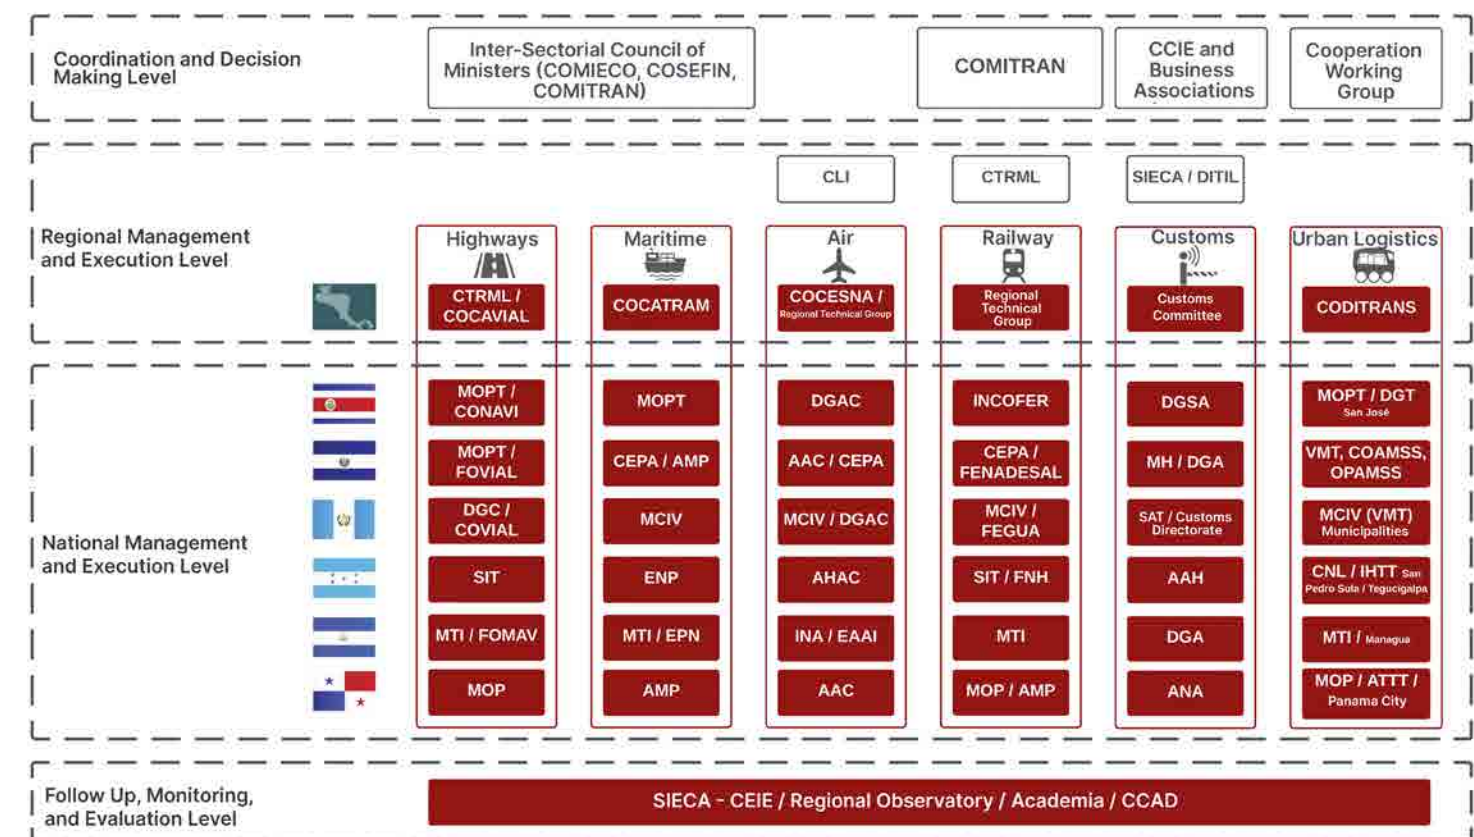 Coordination and Decision
Making Level
Inter-Sectorial Council of
Ministers (COMIECO, COSEFIN,
COMITRAN)
COMITRAN
CCIE and
Business
Associations
Cooperation
Working
Group
CLI
CTRML
SIECA / DITIL
Regional Management
and Execution Level
Highways
Maritime
Air
Railway
Customs
Urban Logistics
CTRML /
COCAVIAL
COCATRAM
COCESNA /
Regional Technical Group
Regional
Technical
Group
Customs
Committee
CODITRANS
National Management
and Execution Level
MOPT /
CONAVI
MOPT
DGAC
INCOFER
DGSA
MOPT / DGT
San José
MOPT /
FOVIAL
CEPA / AMP
AAC / CEPA
CEPA /
FENADESAL
MH / DGA
VMT, COAMSS,
OPAMSS
DGC /
COVIAL
MCIV
MCIV / DGAC
MCIV /
FEGUA
SAT / Customs
Directorate
MCIV (VMT)
Municipalities
SIT
ENP
AHAC
SIT / FNH
AAH
CNL / IHTT San
Pedro Sula / Tegucigalpa
MTI / FOMAV
MTI / EPN
INA / EAAI
MTI
DGA
MTI / Managua
MOP
AMP
AAC
MOP / AMP
ANA
MOP / ATTT /
Panama City
Follow Up, Monitoring,
and Evaluation Level
SIECA - CEIE / Regional Observatory / Academia / CCAD